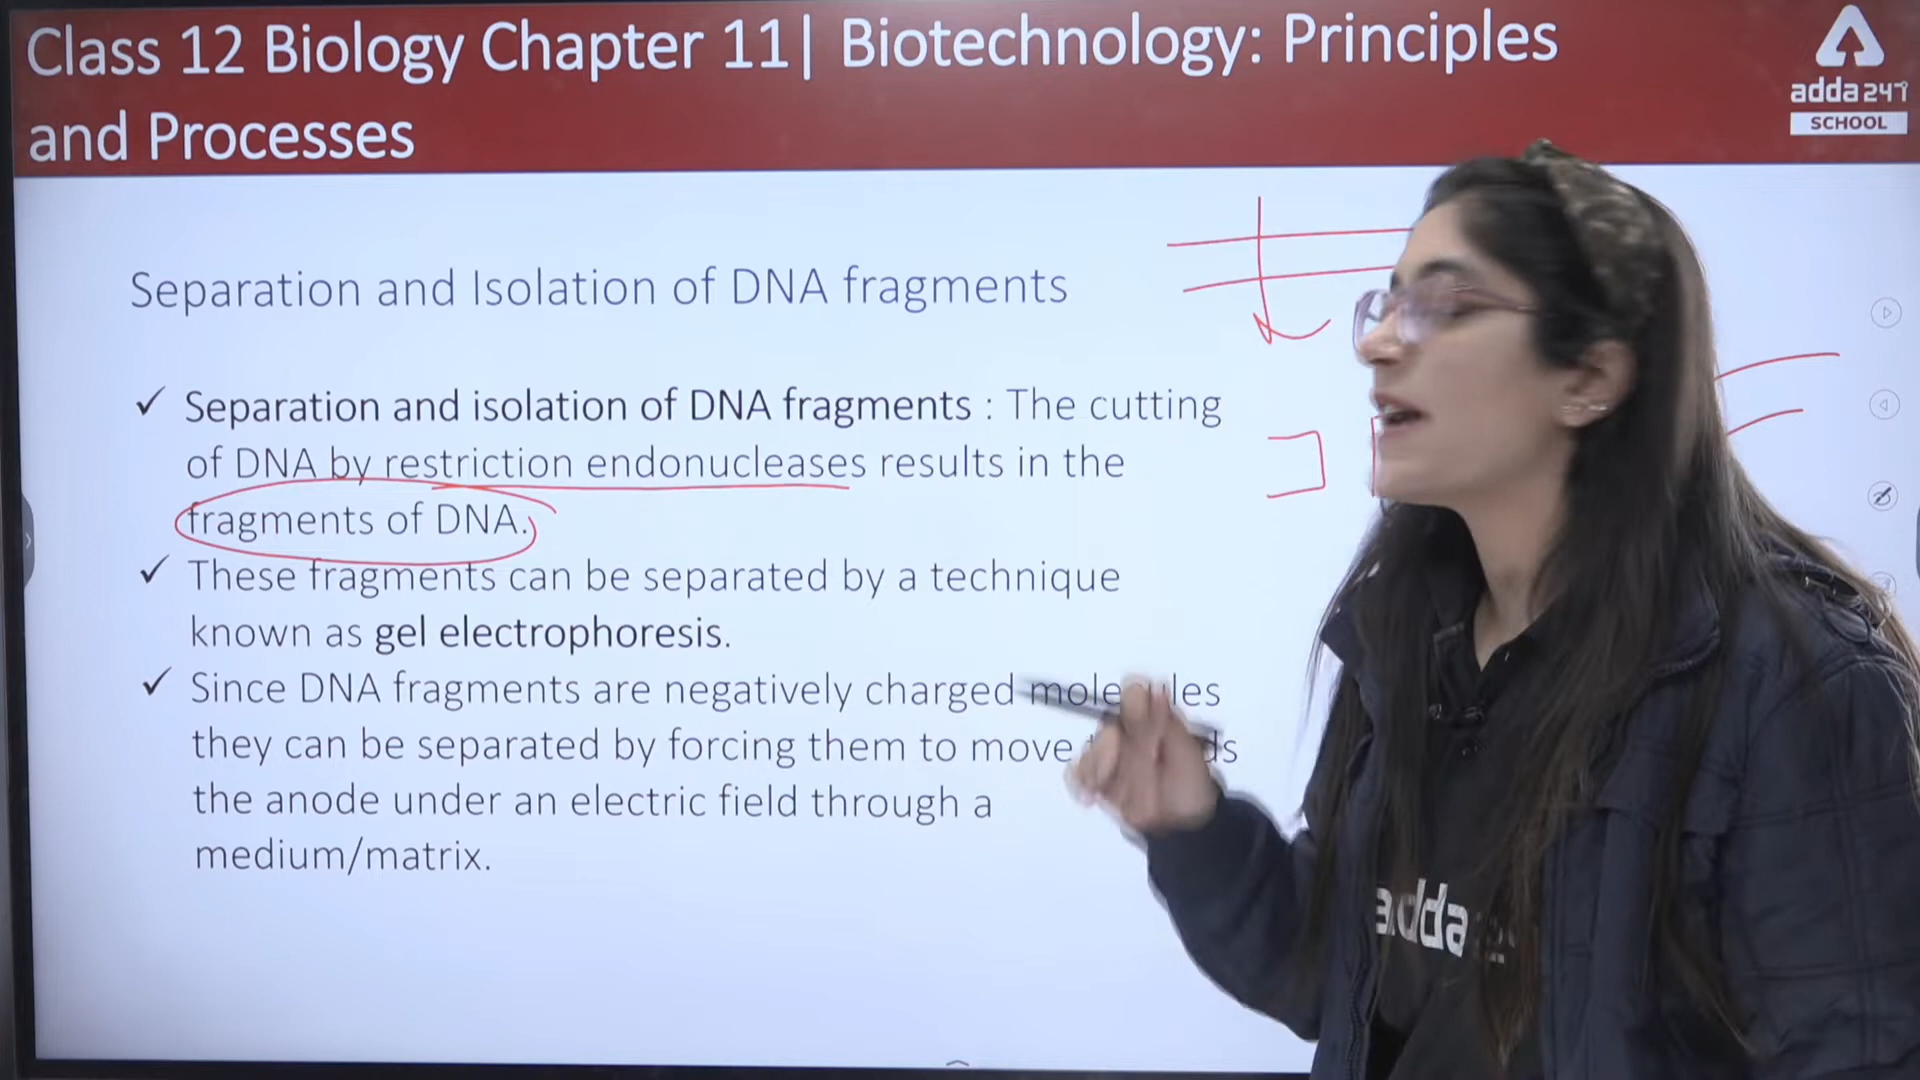 Class 12 Biology Chapter 11| Biotechnology: Principles
and Processes
adda247
SCHOOL
Separation and Isolation of DNA fragments
✓ Separation and isolation of DNA fragments : The cutting
of DNA by restriction endonucleases results in the
fragments of DNA.
✓ These fragments can be separated by a technique
known as gel electrophoresis.
✓ Since DNA fragments are negatively charged molecules
they can be separated by forcing them to move
the anode under an electric field through a
medium/matrix.
adda